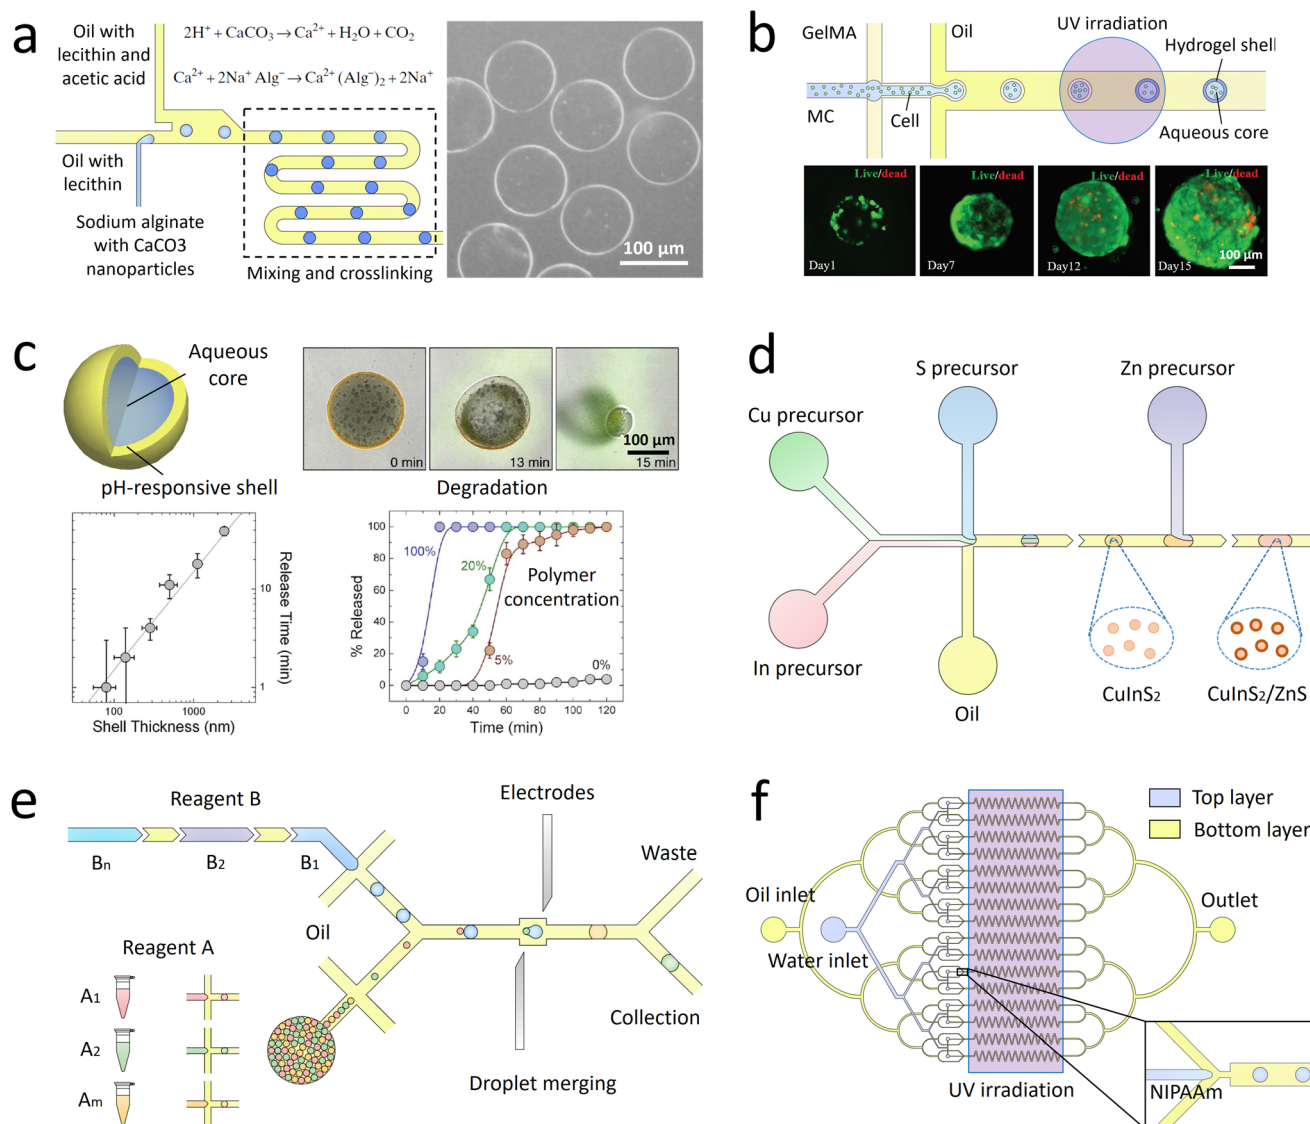 a
Oil with
lecithin and
acetic acid
2H⁺ + CaCO₃→Ca²⁺ + H₂O + CO₂
Ca²⁺ + 2Na⁺ Alg⁻→Ca²⁺ (Alg⁻)₂ + 2Na⁺
Oil with
lecithin
Sodium alginate
with CaCO3
nanoparticles
Mixing and crosslinking
100 µm
b
GelMA
Oil
UV irradiation
Hydrogel shell
MC
Cell
Aqueous core
Live/dead
Day1
Live/dead
Day7
Live/dead
Day12
Live/dead
Day15
100 µm
c
Aqueous
core
pH-responsive shell
0 min
13 min
100 µm
15 min
Degradation
10
1
Release Time (min)
100
1000
Shell Thickness (nm)
% Released
100
80
60
40
20
0
100%
20%
Polymer
concentration
5%
0%
0
20
40
60
80
100
120
Time (min)
d
S precursor
Zn precursor
Cu precursor
In precursor
Oil
CuInS₂
CuInS₂/ZnS
e
Reagent B
Bn
B2
B1
Electrodes
Waste
Oil
Reagent A
A1
A2
Am
Collection
Droplet merging
f
Top layer
Bottom layer
Oil inlet
Water inlet
Outlet
UV irradiation
NIPAAm